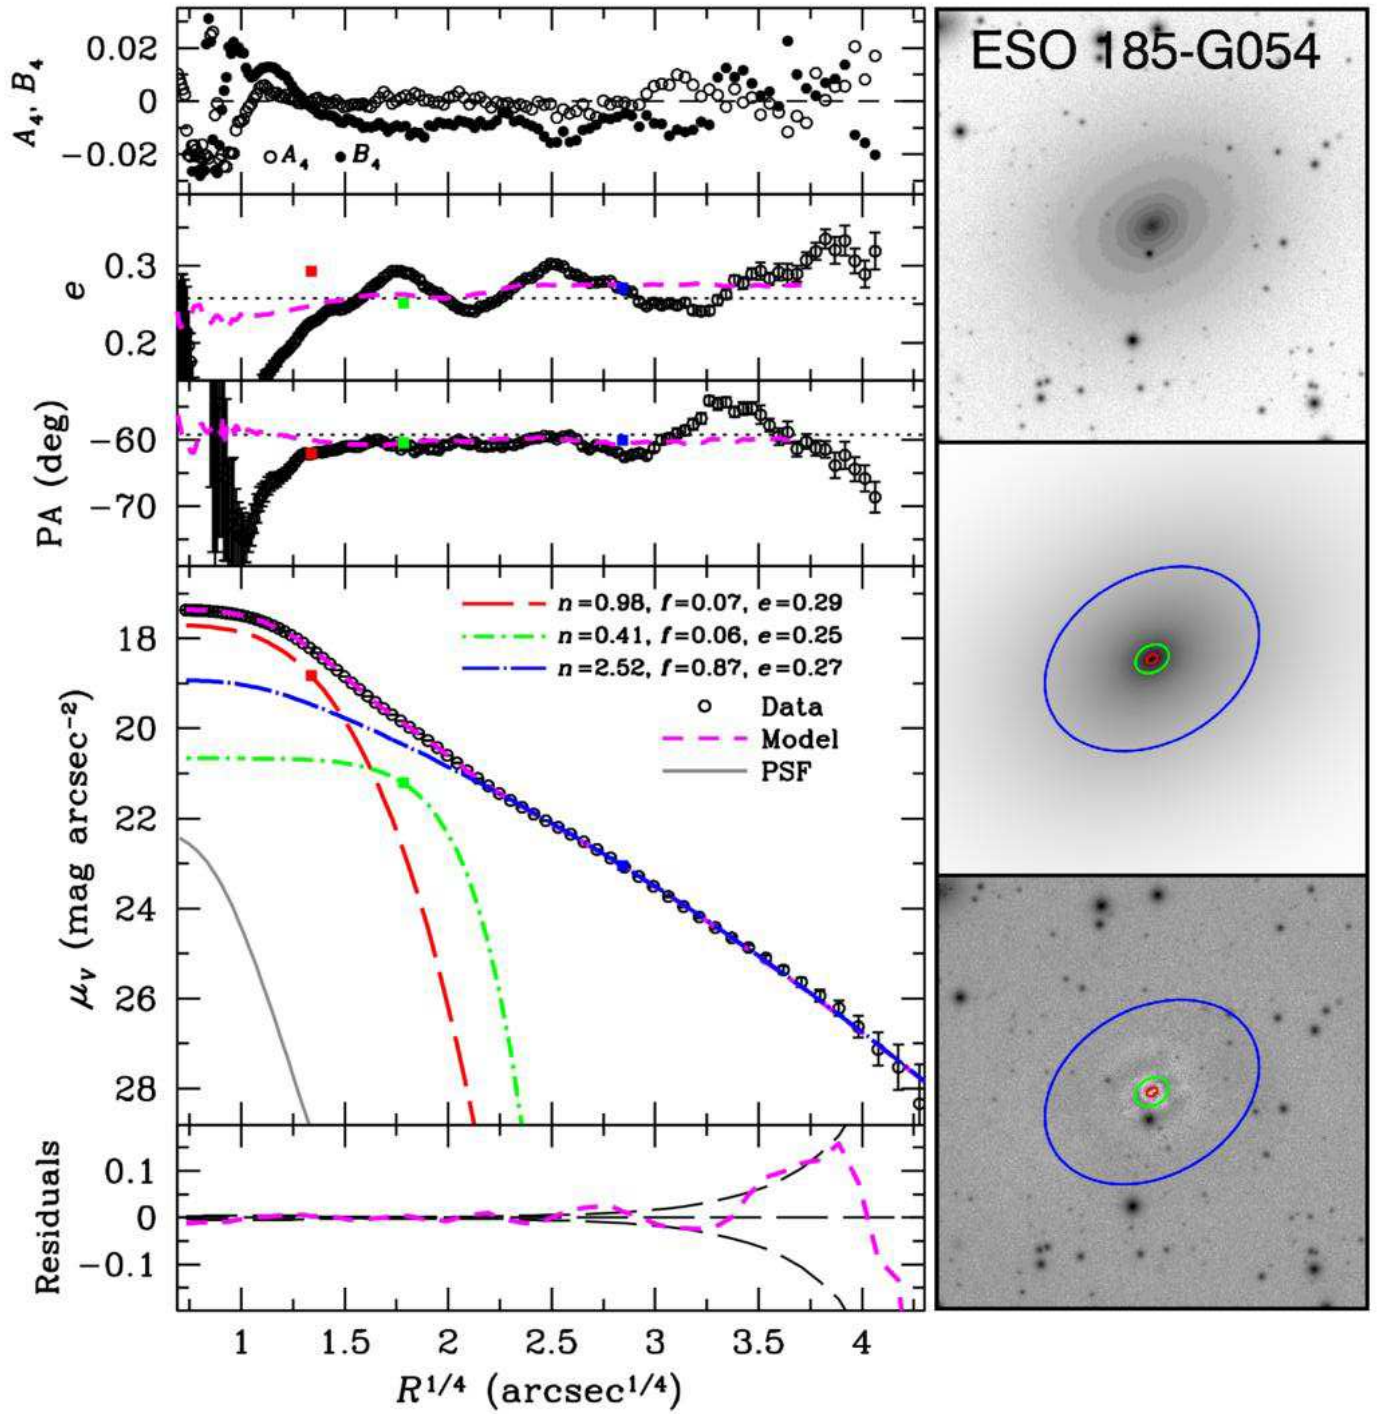 A₄, B₄
0.02
0
−0.02
A₄ B₄
e
0.3
0.2
PA (deg)
−60
−70
μᵥ (mag arcsec⁻²)
18
20
22
24
26
28
n=0.98, f=0.07, e=0.29
n=0.41, f=0.06, e=0.25
n=2.52, f=0.87, e=0.27
Data
Model
PSF
Residuals
0.1
0
−0.1
1 1.5 2 2.5 3 3.5 4
R¹/⁴ (arcsec¹/⁴)
ESO 185-G054